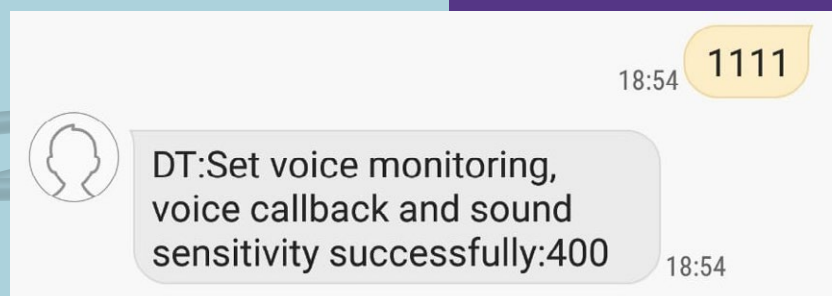 1111
18:54
DT:Set voice monitoring,
voice callback and sound
sensitivity successfully:400
18:54